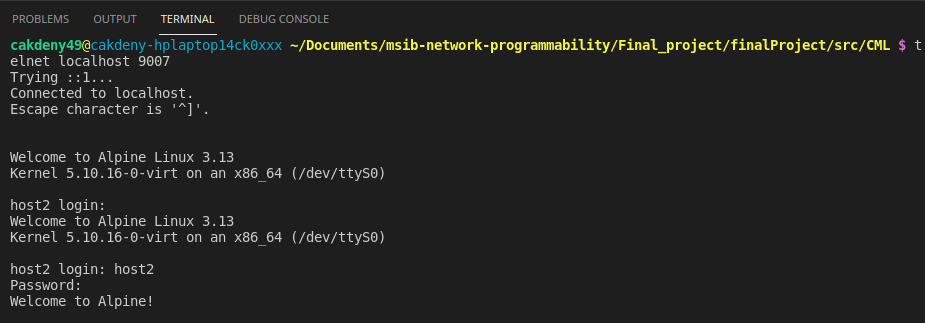 PROBLEMS OUTPUT TERMINAL DEBUG CONSOLE
cakdeny49@cakdeny-hplaptop14ck0xxx ~/Documents/msib-network-programmability/Final_project/finalProject/src/CML $ t
elnet localhost 9007
Trying ::1...
Connected to localhost.
Escape character is '^]'.
Welcome to Alpine Linux 3.13
Kernel 5.10.16-0-virt on an x86_64 (/dev/ttyS0)
host2 login:
Welcome to Alpine Linux 3.13
Kernel 5.10.16-0-virt on an x86_64 (/dev/ttyS0)
host2 login: host2
Password:
Welcome to Alpine!